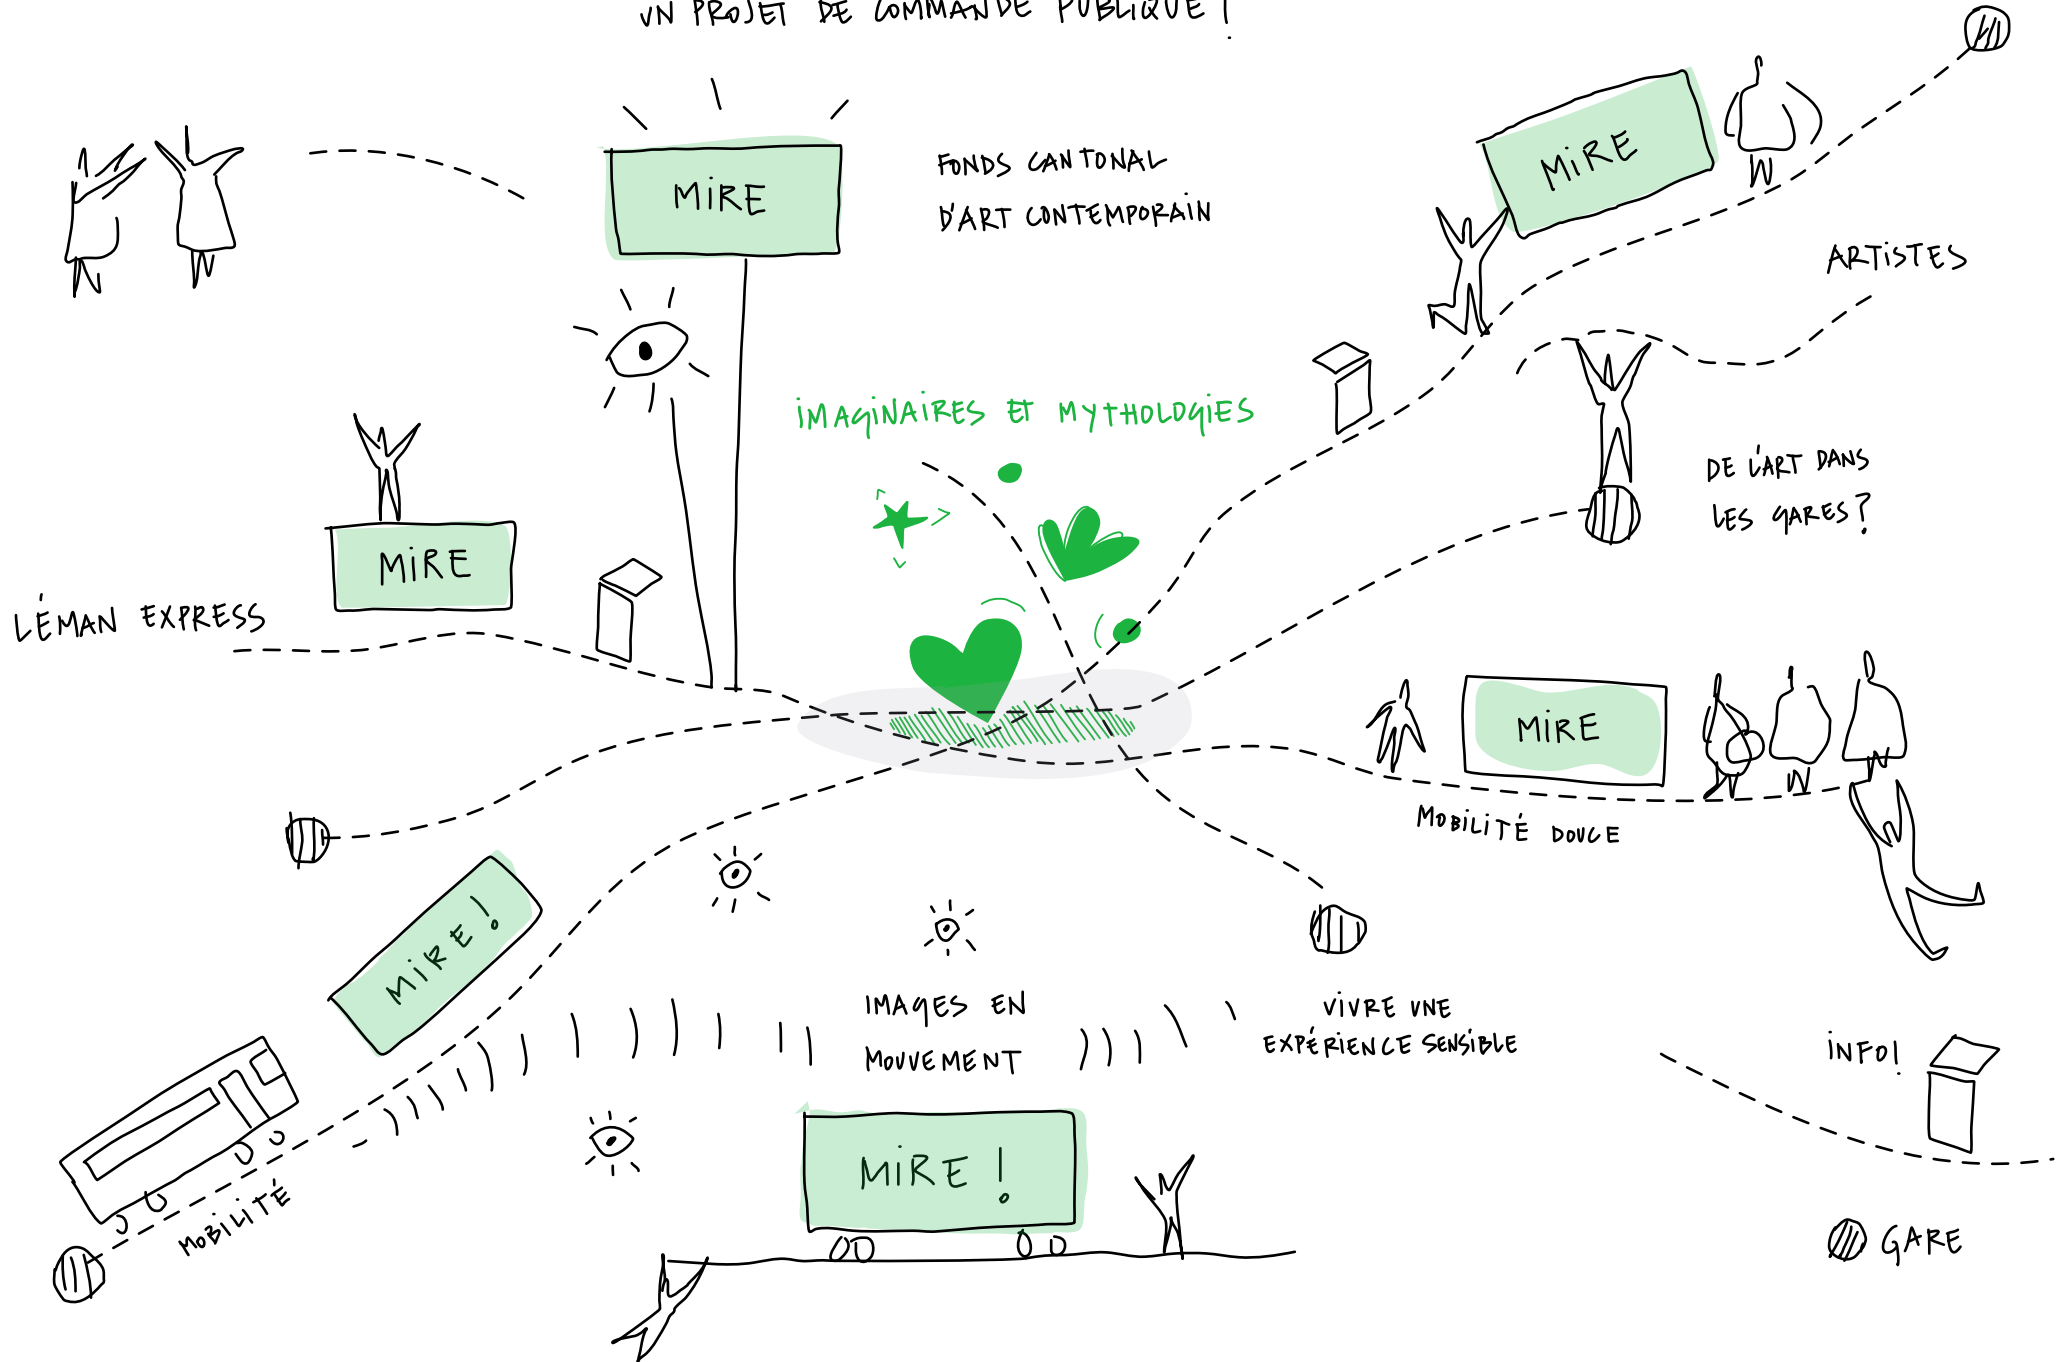 UN PROJET DE COMMANDE PUBLIQUE !
MiRE
FONDS CANTONAL
D'ART CONTEMPORAIN
MiRE
ARTiSTES
iMAGiNAiRES ET MYTHOLOGiES
DE L'ART DANS
LES GARES ?
MiRE
LÉMAN EXPRESS
MiRE
MOBiLiTÉ DOUCE
MiRE !
IMAGES EN
MOUVEMENT
ViVRE UNE
EXPÉRiENCE SENSiBLE
iNFO !
MiRE !
MOBiLiTÉ
GARE